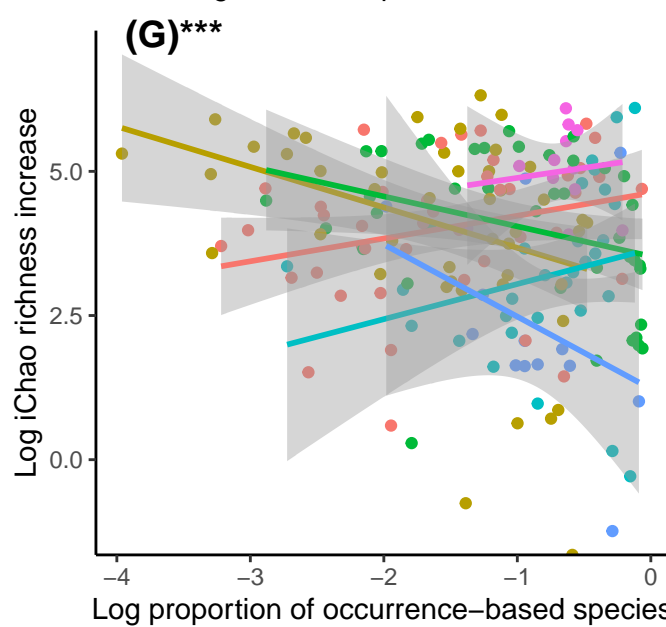 (G)***
Log iChao richness increase
5.0
2.5
0.0
−4 −3 −2 −1 0
Log proportion of occurrence−based species